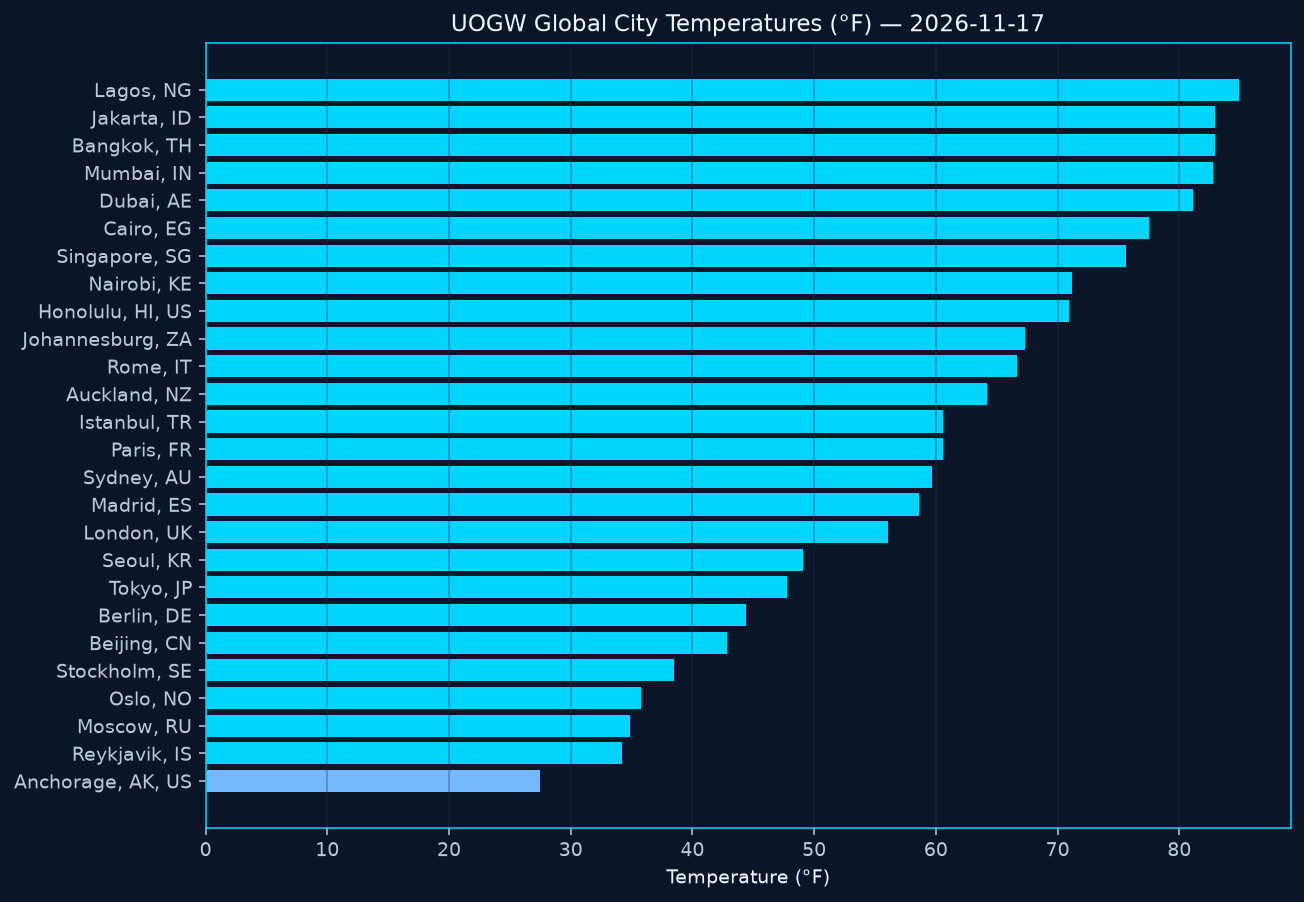 UOGW Global City Temperatures (°F) — 2026-11-17
Lagos, NG
Jakarta, ID
Bangkok, TH
Mumbai, IN
Dubai, AE
Cairo, EG
Singapore, SG
Nairobi, KE
Honolulu, HI, US
Johannesburg, ZA
Rome, IT
Auckland, NZ
Istanbul, TR
Paris, FR
Sydney, AU
Madrid, ES
London, UK
Seoul, KR
Tokyo, JP
Berlin, DE
Beijing, CN
Stockholm, SE
Oslo, NO
Moscow, RU
Reykjavik, IS
Anchorage, AK, US
0 10 20 30 40 50 60 70 80
Temperature (°F)